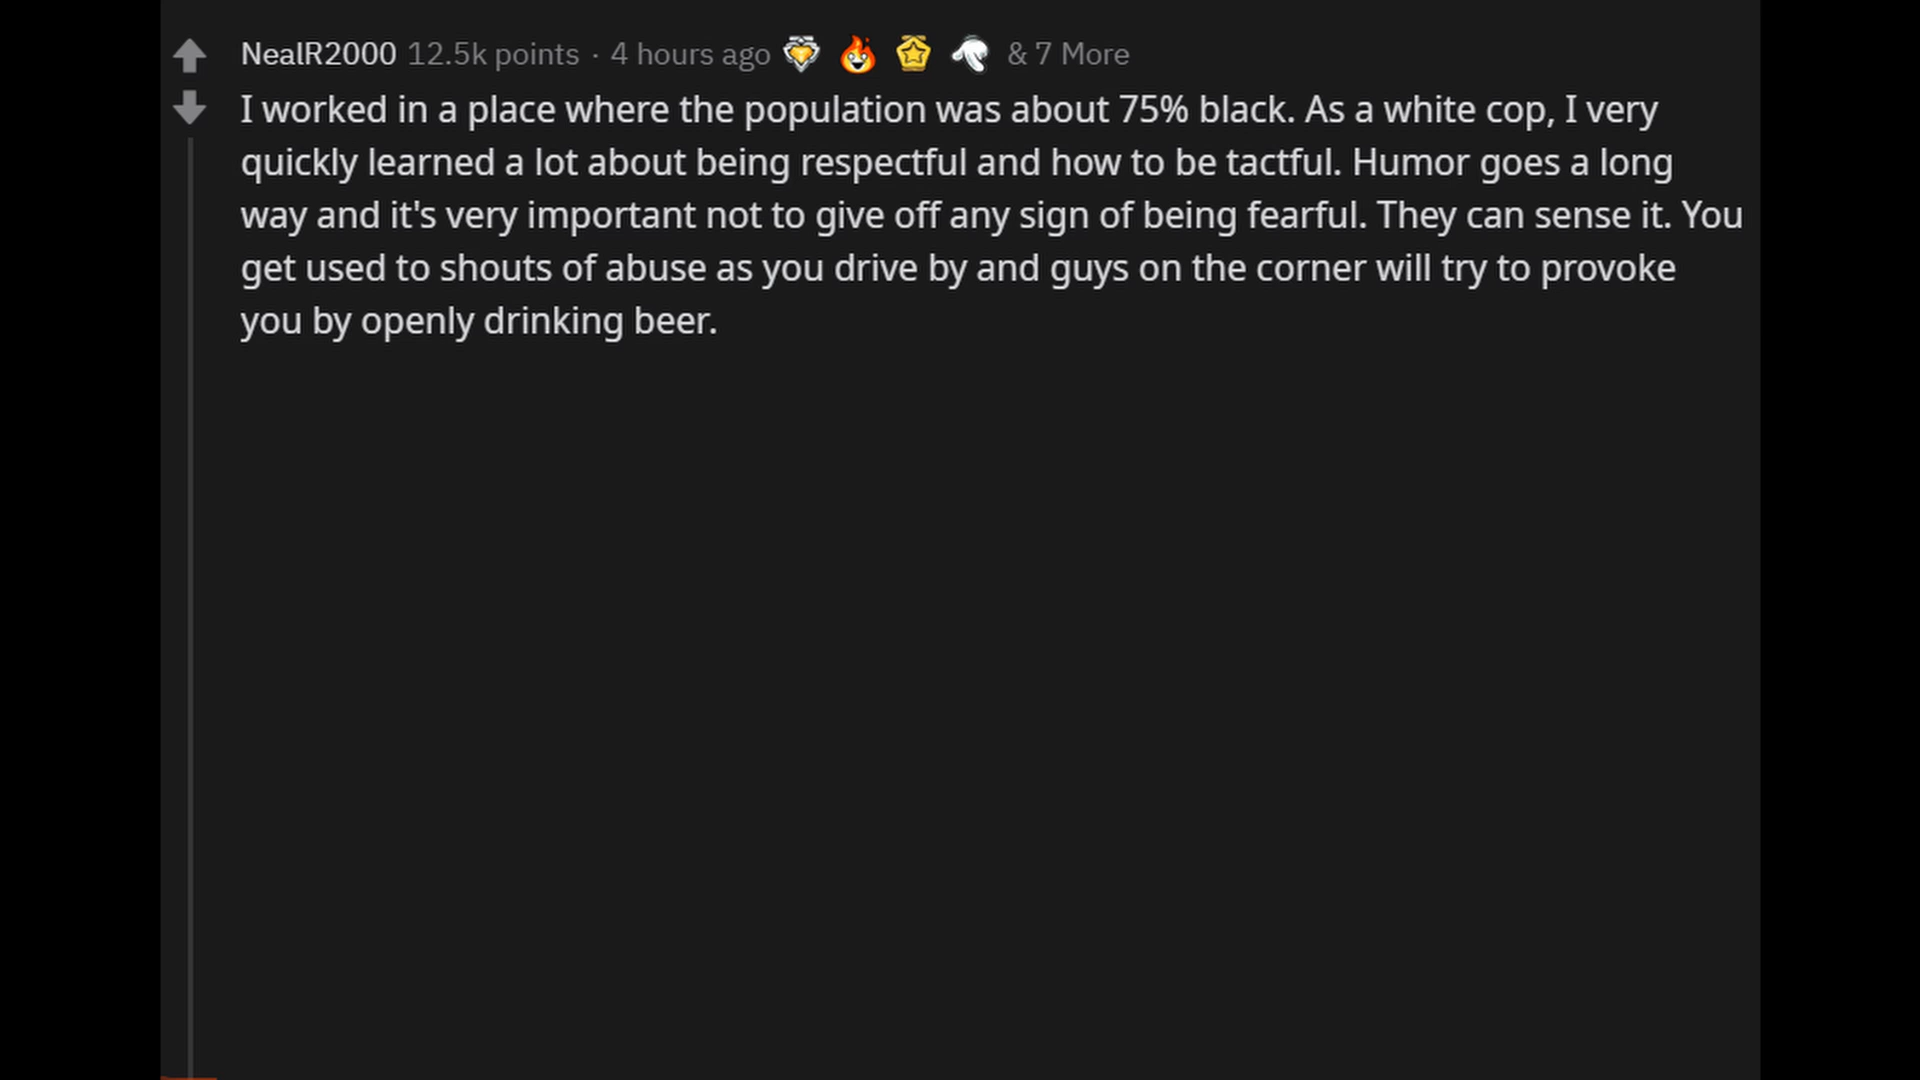 NealR2000 12.5k points · 4 hours ago & 7 More
I worked in a place where the population was about 75% black. As a white cop, I very
quickly learned a lot about being respectful and how to be tactful. Humor goes a long
way and it's very important not to give off any sign of being fearful. They can sense it. You
get used to shouts of abuse as you drive by and guys on the corner will try to provoke
you by openly drinking beer.